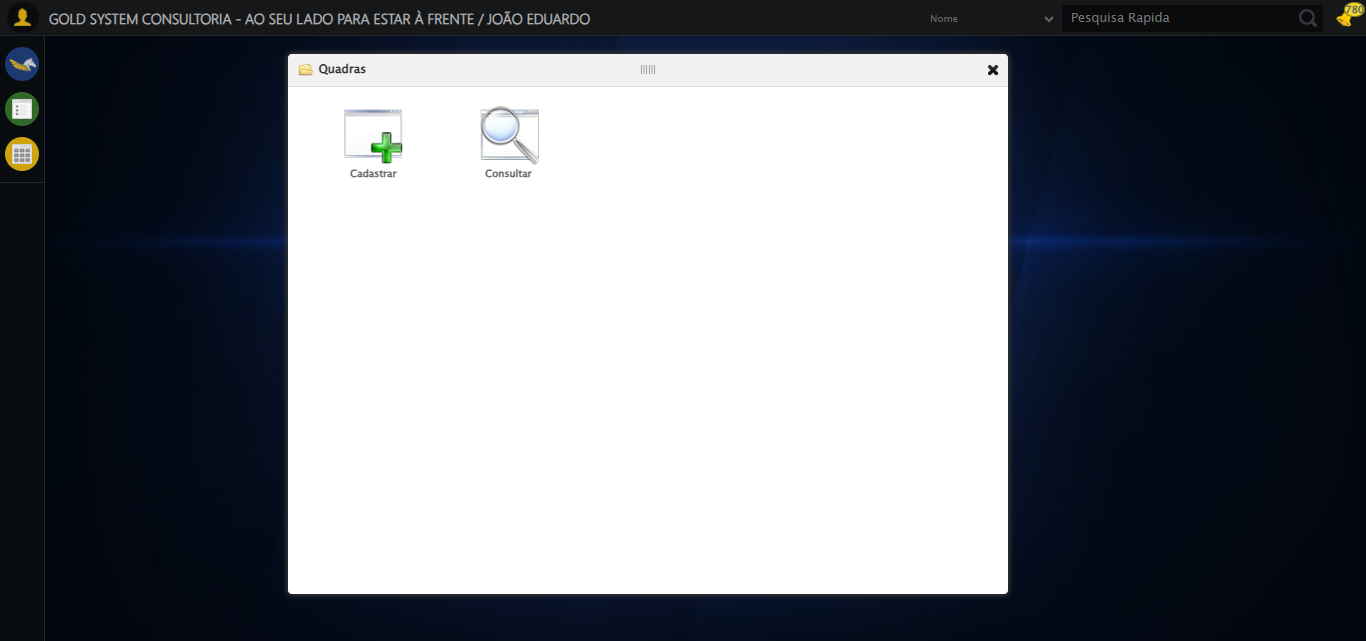 GOLD SYSTEM CONSULTORIA - AO SEU LADO PARA ESTAR À FRENTE / JOÃO EDUARDO
Nome
Pesquisa Rapida
780
Quadras
Cadastrar
Consultar